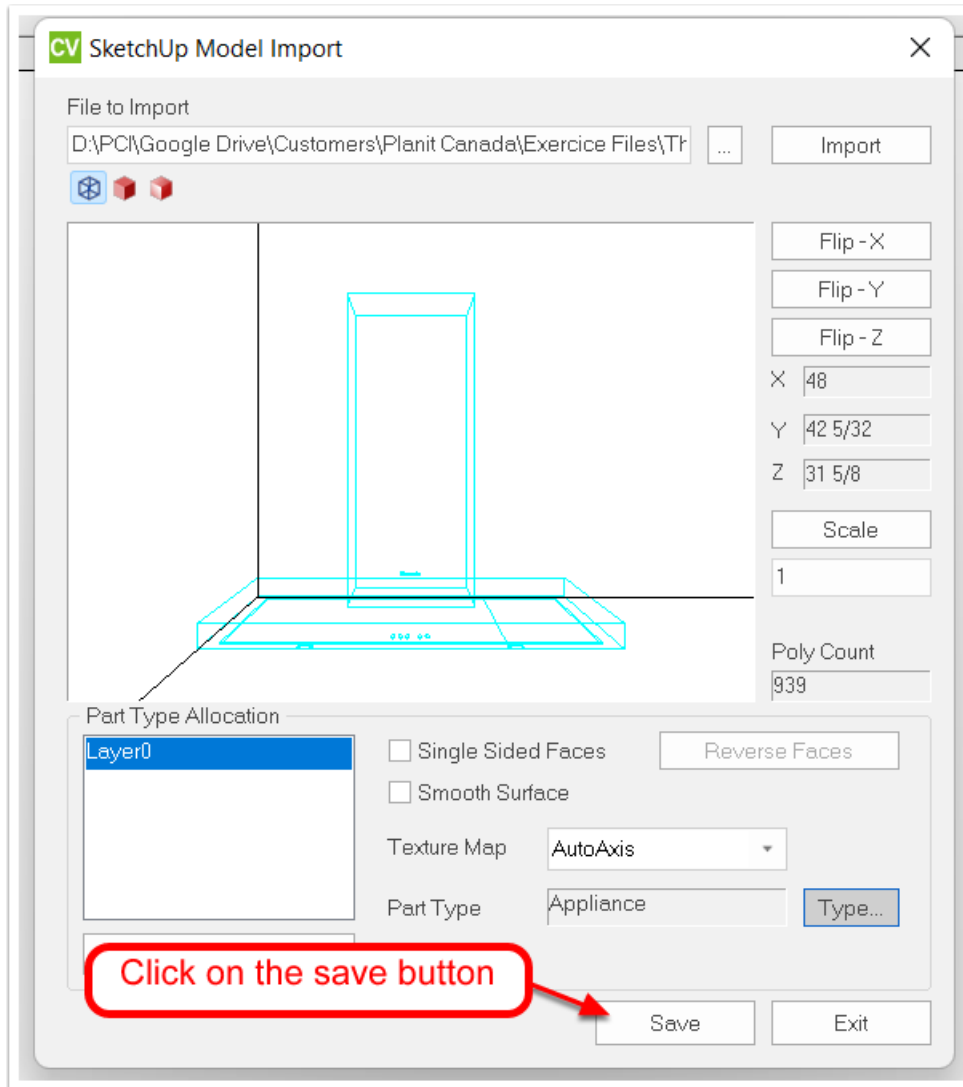 CV SketchUp Model Import
File to Import
D:\PCI\Google Drive\Customers\Planit Canada\Exercice Files\Th
...
Import
Flip - X
Flip - Y
Flip - Z
X 48
Y 42 5/32
Z 31 5/8
Scale
1
Poly Count
939
Part Type Allocation
Layer0
Single Sided Faces
Reverse Faces
Smooth Surface
Texture Map AutoAxis
Part Type Appliance Type...
Click on the save button
Save
Exit